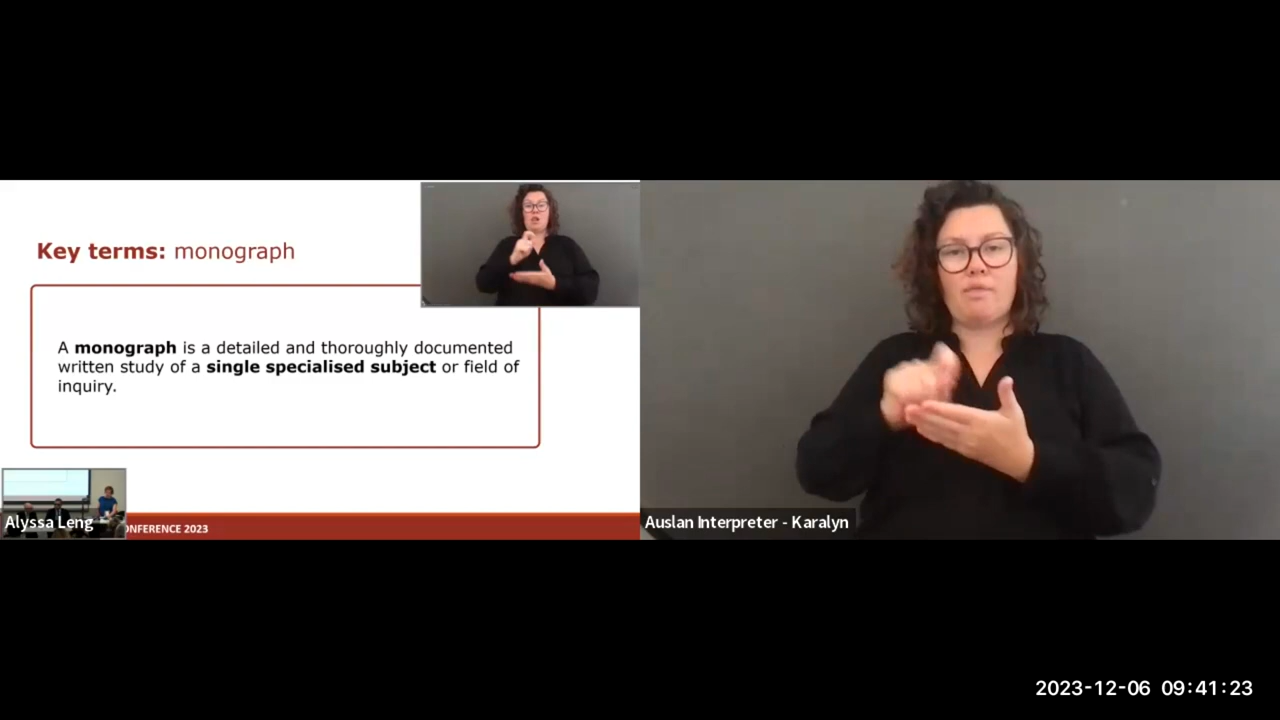 Key terms: monograph
A monograph is a detailed and thoroughly documented
written study of a single specialised subject or field of
inquiry.
Alyssa Leng
CONFERENCE 2023
Auslan Interpreter - Karalyn
2023-12-06 09:41:23